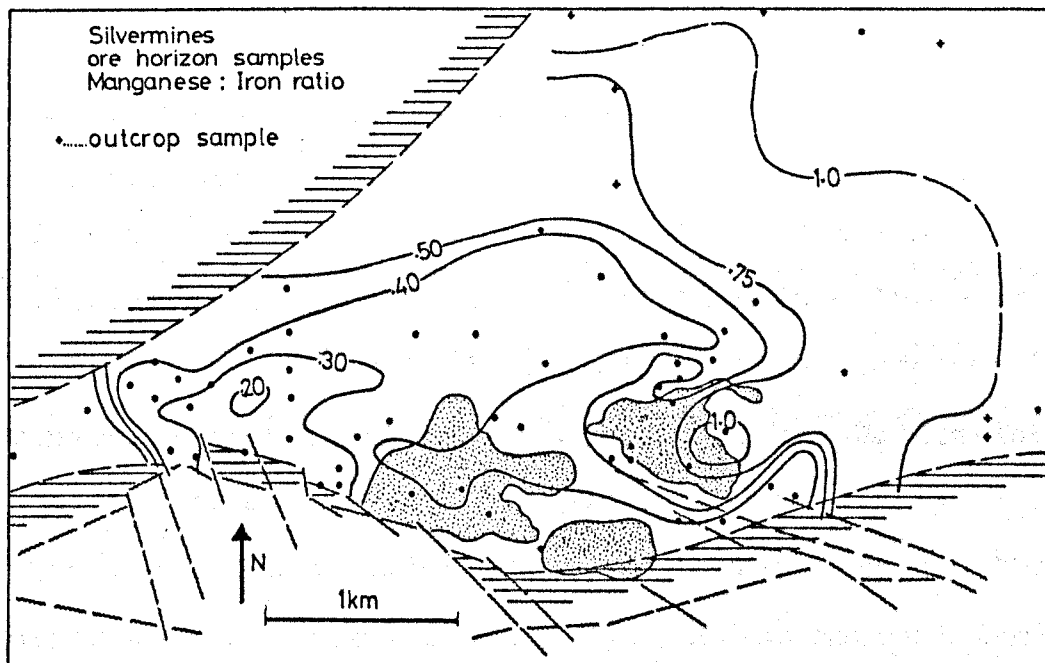 Silvermines
ore horizon samples
Manganese : Iron ratio
+......outcrop sample
1.0
.50
.75
.40
.30
.20
1.0
N
1km